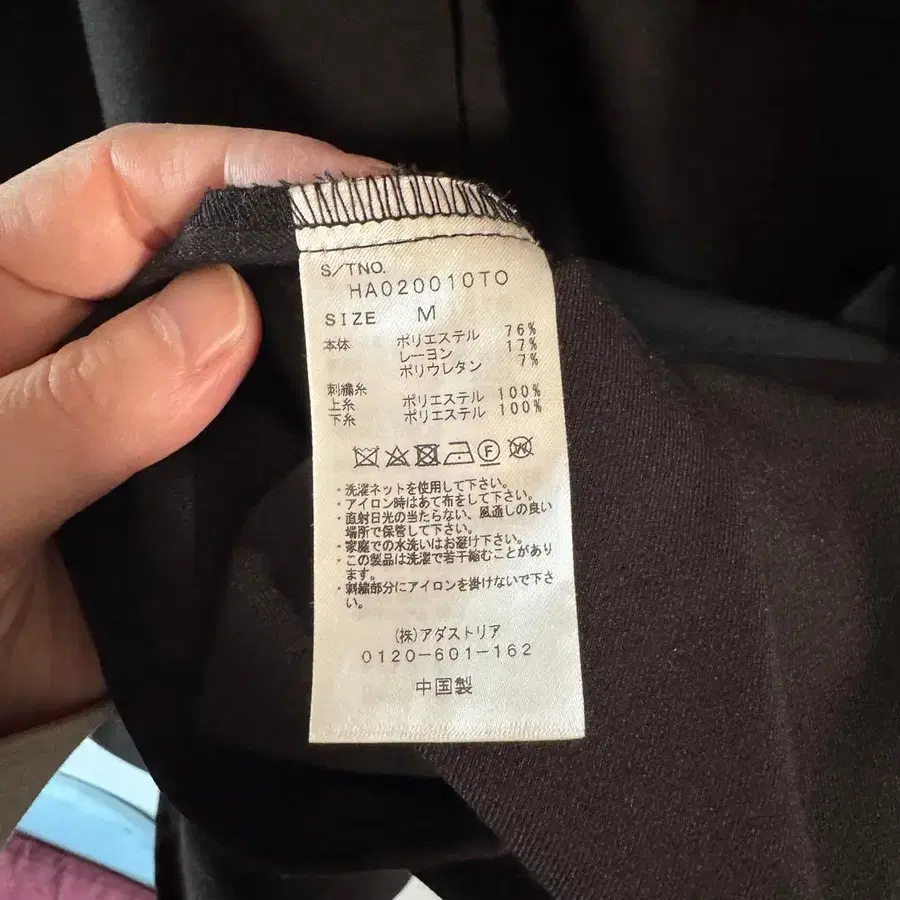 S/TNO.
HA020010TO
SIZE M
本体 ポリエステル 76%
レーヨン 17%
ポリウレタン 7%
刺繍糸
上糸 ポリエステル 100%
下糸 ポリエステル 100%
F
W
・洗濯ネットを使用して下さい。
・アイロン時はあて布をして下さい。
・直射日光の当たらない、風通しの良い
場所で保管して下さい。
・家庭での水洗いはお避け下さい。
・この製品は洗濯で若干縮むことがあり
ます。
・刺繍部分にアイロンを掛けないで下さ
い。
(株)アダストリア
0120-601-162
中国製